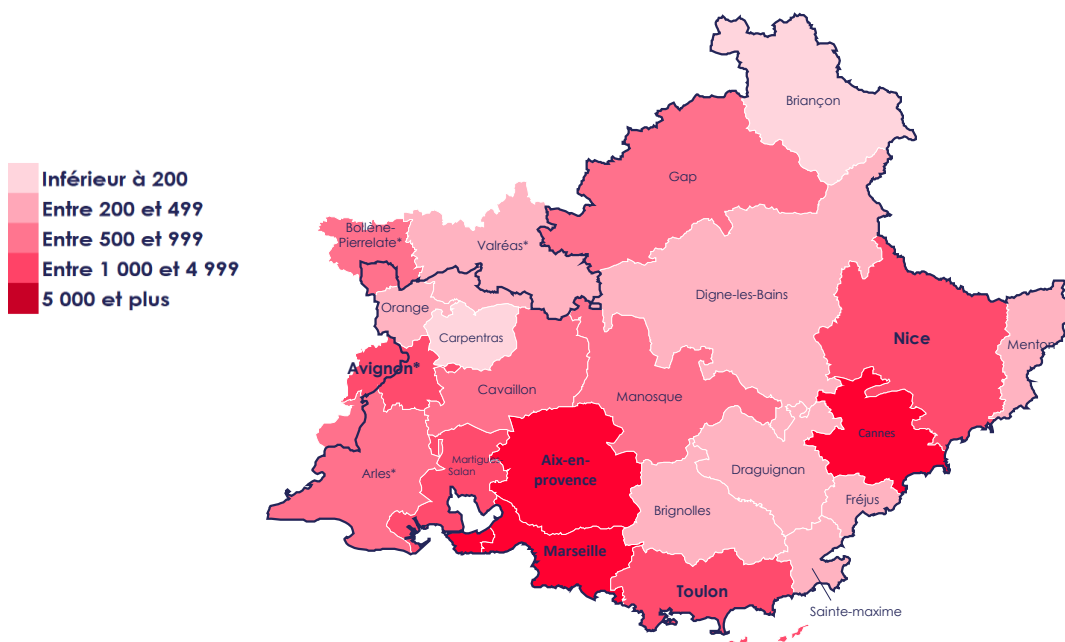 Inférieur à 200
Entre 200 et 499
Entre 500 et 999
Entre 1 000 et 4 999
5 000 et plus
Briançon
Gap
Bollène-
Pierrelate*
Valréas*
Digne-les-Bains
Orange
Carpentras
Nice
Menton
Avignon*
Cavaillon
Manosque
Cannes
Martigues-
Salan
Aix-en-
provence
Arles*
Draguignan
Fréjus
Brignolles
Marseille
Toulon
Sainte-maxime